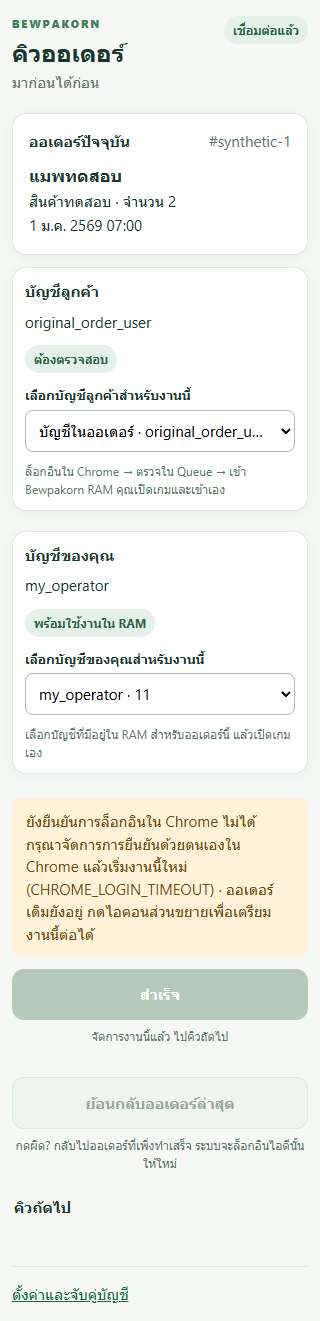 BEWPAKORN
เชื่อมต่อแล้ว
คิวออเดอร์
มาก่อนได้ก่อน
ออเดอร์ปัจจุบัน
#synthetic-1
แมพทดสอบ
สินค้าทดสอบ · จำนวน 2
1 ม.ค. 2569 07:00
บัญชีลูกค้า
original_order_user
ต้องตรวจสอบ
เลือกบัญชีลูกค้าสำหรับงานนี้
บัญชีในออเดอร์ · original_order_u...
ล็อกอินใน Chrome → ตรวจใน Queue → เข้า
Bewpakorn RAM คุณเปิดเกมและเข้าเอง
บัญชีของคุณ
my_operator
พร้อมใช้งานใน RAM
เลือกบัญชีของคุณสำหรับงานนี้
my_operator · 11
เลือกบัญชีที่มีอยู่ใน RAM สำหรับออเดอร์นี้ แล้วเปิดเกม
เอง
ยังยืนยันการล็อกอินใน Chrome ไม่ได้
กรุณาจัดการการยืนยันด้วยตนเองใน
Chrome แล้วเริ่มงานนี้ใหม่
(CHROME_LOGIN_TIMEOUT) · ออเดอร์
เดิมยังอยู่ กดไอคอนส่วนขยายเพื่อเตรียม
งานนี้ต่อได้
สำเร็จ
จัดการงานนี้แล้ว ไปคิวถัดไป
ย้อนกลับออเดอร์ล่าสุด
กดผิด? กลับไปออเดอร์ที่เพิ่งทำเสร็จ ระบบจะล็อกอินไอดีนั้น
ให้ใหม่
คิวถัดไป
ตั้งค่าและจับคู่บัญชี